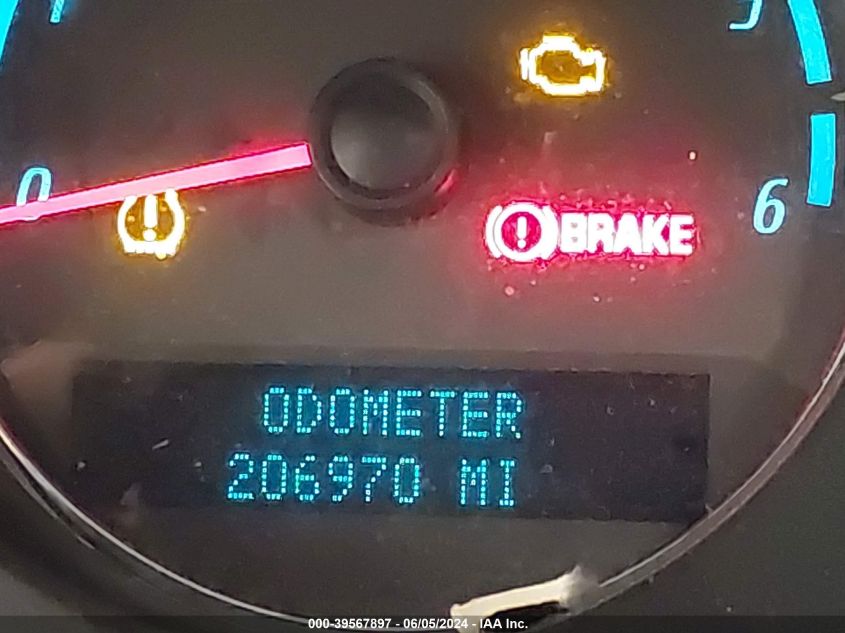 0
6
BRAKE
ODOMETER
206970 MI
000-39567897 - 06/05/2024 - IAA Inc.